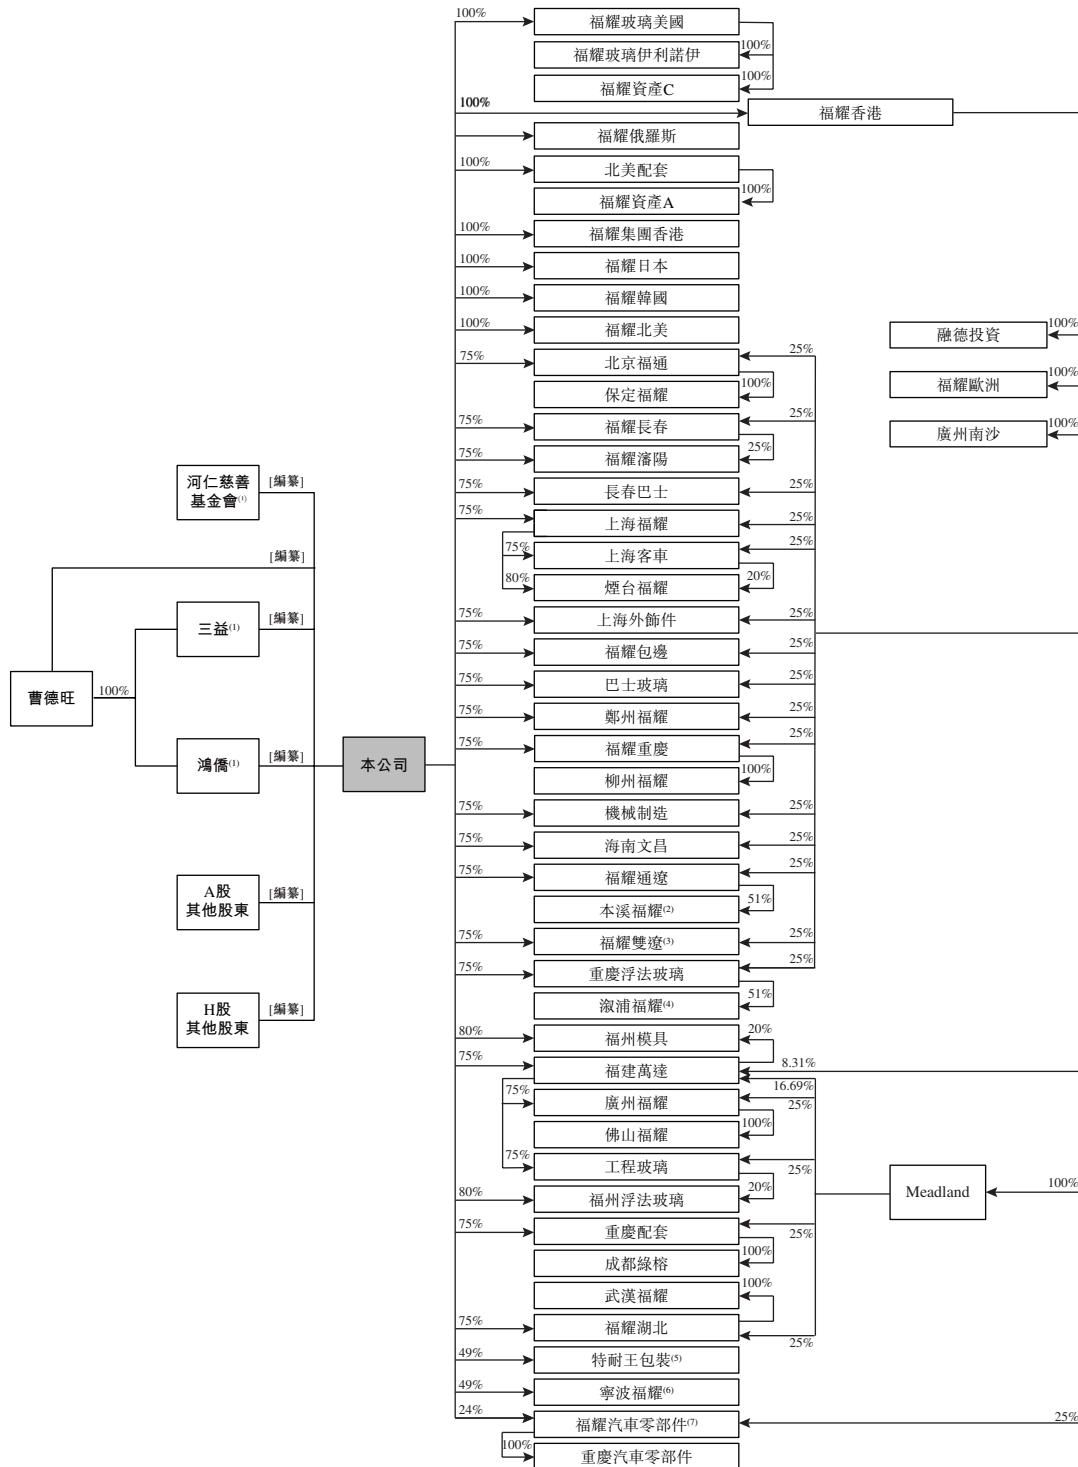 100%
福耀玻璃美國
100%
福耀玻璃伊利諾伊
100%
福耀資產C
100%
福耀香港
福耀俄羅斯
100%
北美配套
100%
福耀資產A
100%
福耀集團香港
100%
福耀日本
100%
福耀韓國
100%
福耀北美
融德投資
100%
75%
北京福通
25%
100%
保定福耀
福耀歐洲
100%
75%
福耀長春
25%
廣州南沙
100%
75%
福耀瀋陽
25%
河仁慈善
基金會(1)
[編纂]
75%
長春巴士
25%
75%
上海福耀
25%
[編纂]
75%
上海客車
25%
80%
煙台福耀
20%
三益(1)
[編纂]
75%
上海外飾件
25%
75%
福耀包邊
25%
曹德旺
100%
75%
巴士玻璃
25%
75%
鄭州福耀
25%
鴻僑(1)
[編纂]
本公司
75%
福耀重慶
25%
柳州福耀
100%
75%
機械制造
25%
75%
海南文昌
25%
A股
其他股東
[編纂]
75%
福耀通遼
25%
本溪福耀(2)
51%
75%
福耀雙遼(3)
25%
75%
重慶浮法玻璃
25%
H股
其他股東
[編纂]
溆浦福耀(4)
51%
80%
福州模具
20%
75%
福建萬達
8.31%
16.69%
75%
廣州福耀
25%
佛山福耀
100%
75%
工程玻璃
25%
Meadland
100%
80%
福州浮法玻璃
20%
75%
重慶配套
25%
成都綠榕
100%
武漢福耀
100%
75%
福耀湖北
25%
49%
特耐王包裝(5)
49%
寧波福耀(6)
24%
福耀汽車零部件(7)
25%
100%
重慶汽車零部件